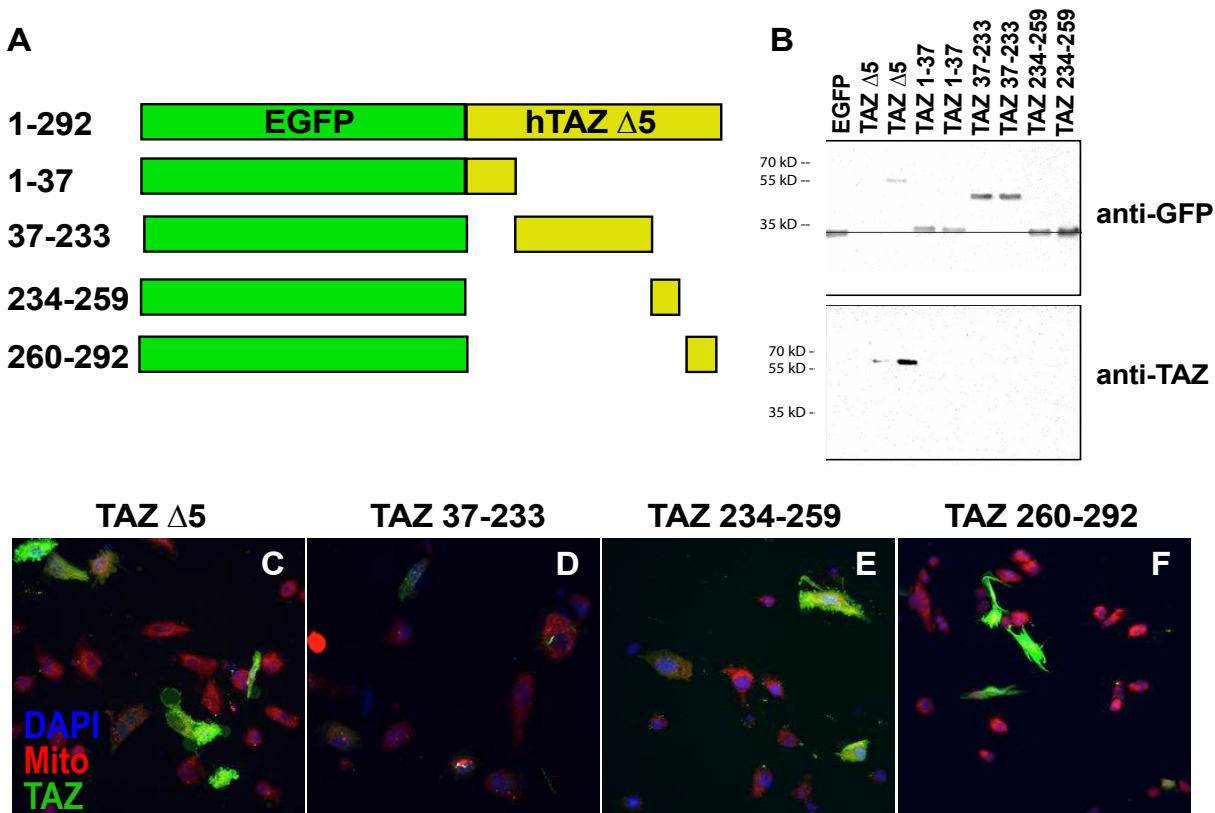 A
1-292
EGFP
hTAZ Δ5
1-37
37-233
234-259
260-292
B
EGFP
TAZ Δ5
TAZ Δ5
TAZ 1-37
TAZ 1-37
TAZ 37-233
TAZ 37-233
TAZ 234-259
TAZ 234-259
70 kD --
55 kD --
35 kD --
anti-GFP
70 kD -
55 kD -
35 kD -
anti-TAZ
TAZ Δ5
TAZ 37-233
TAZ 234-259
TAZ 260-292
C
D
E
F
DAPI
Mito
TAZ